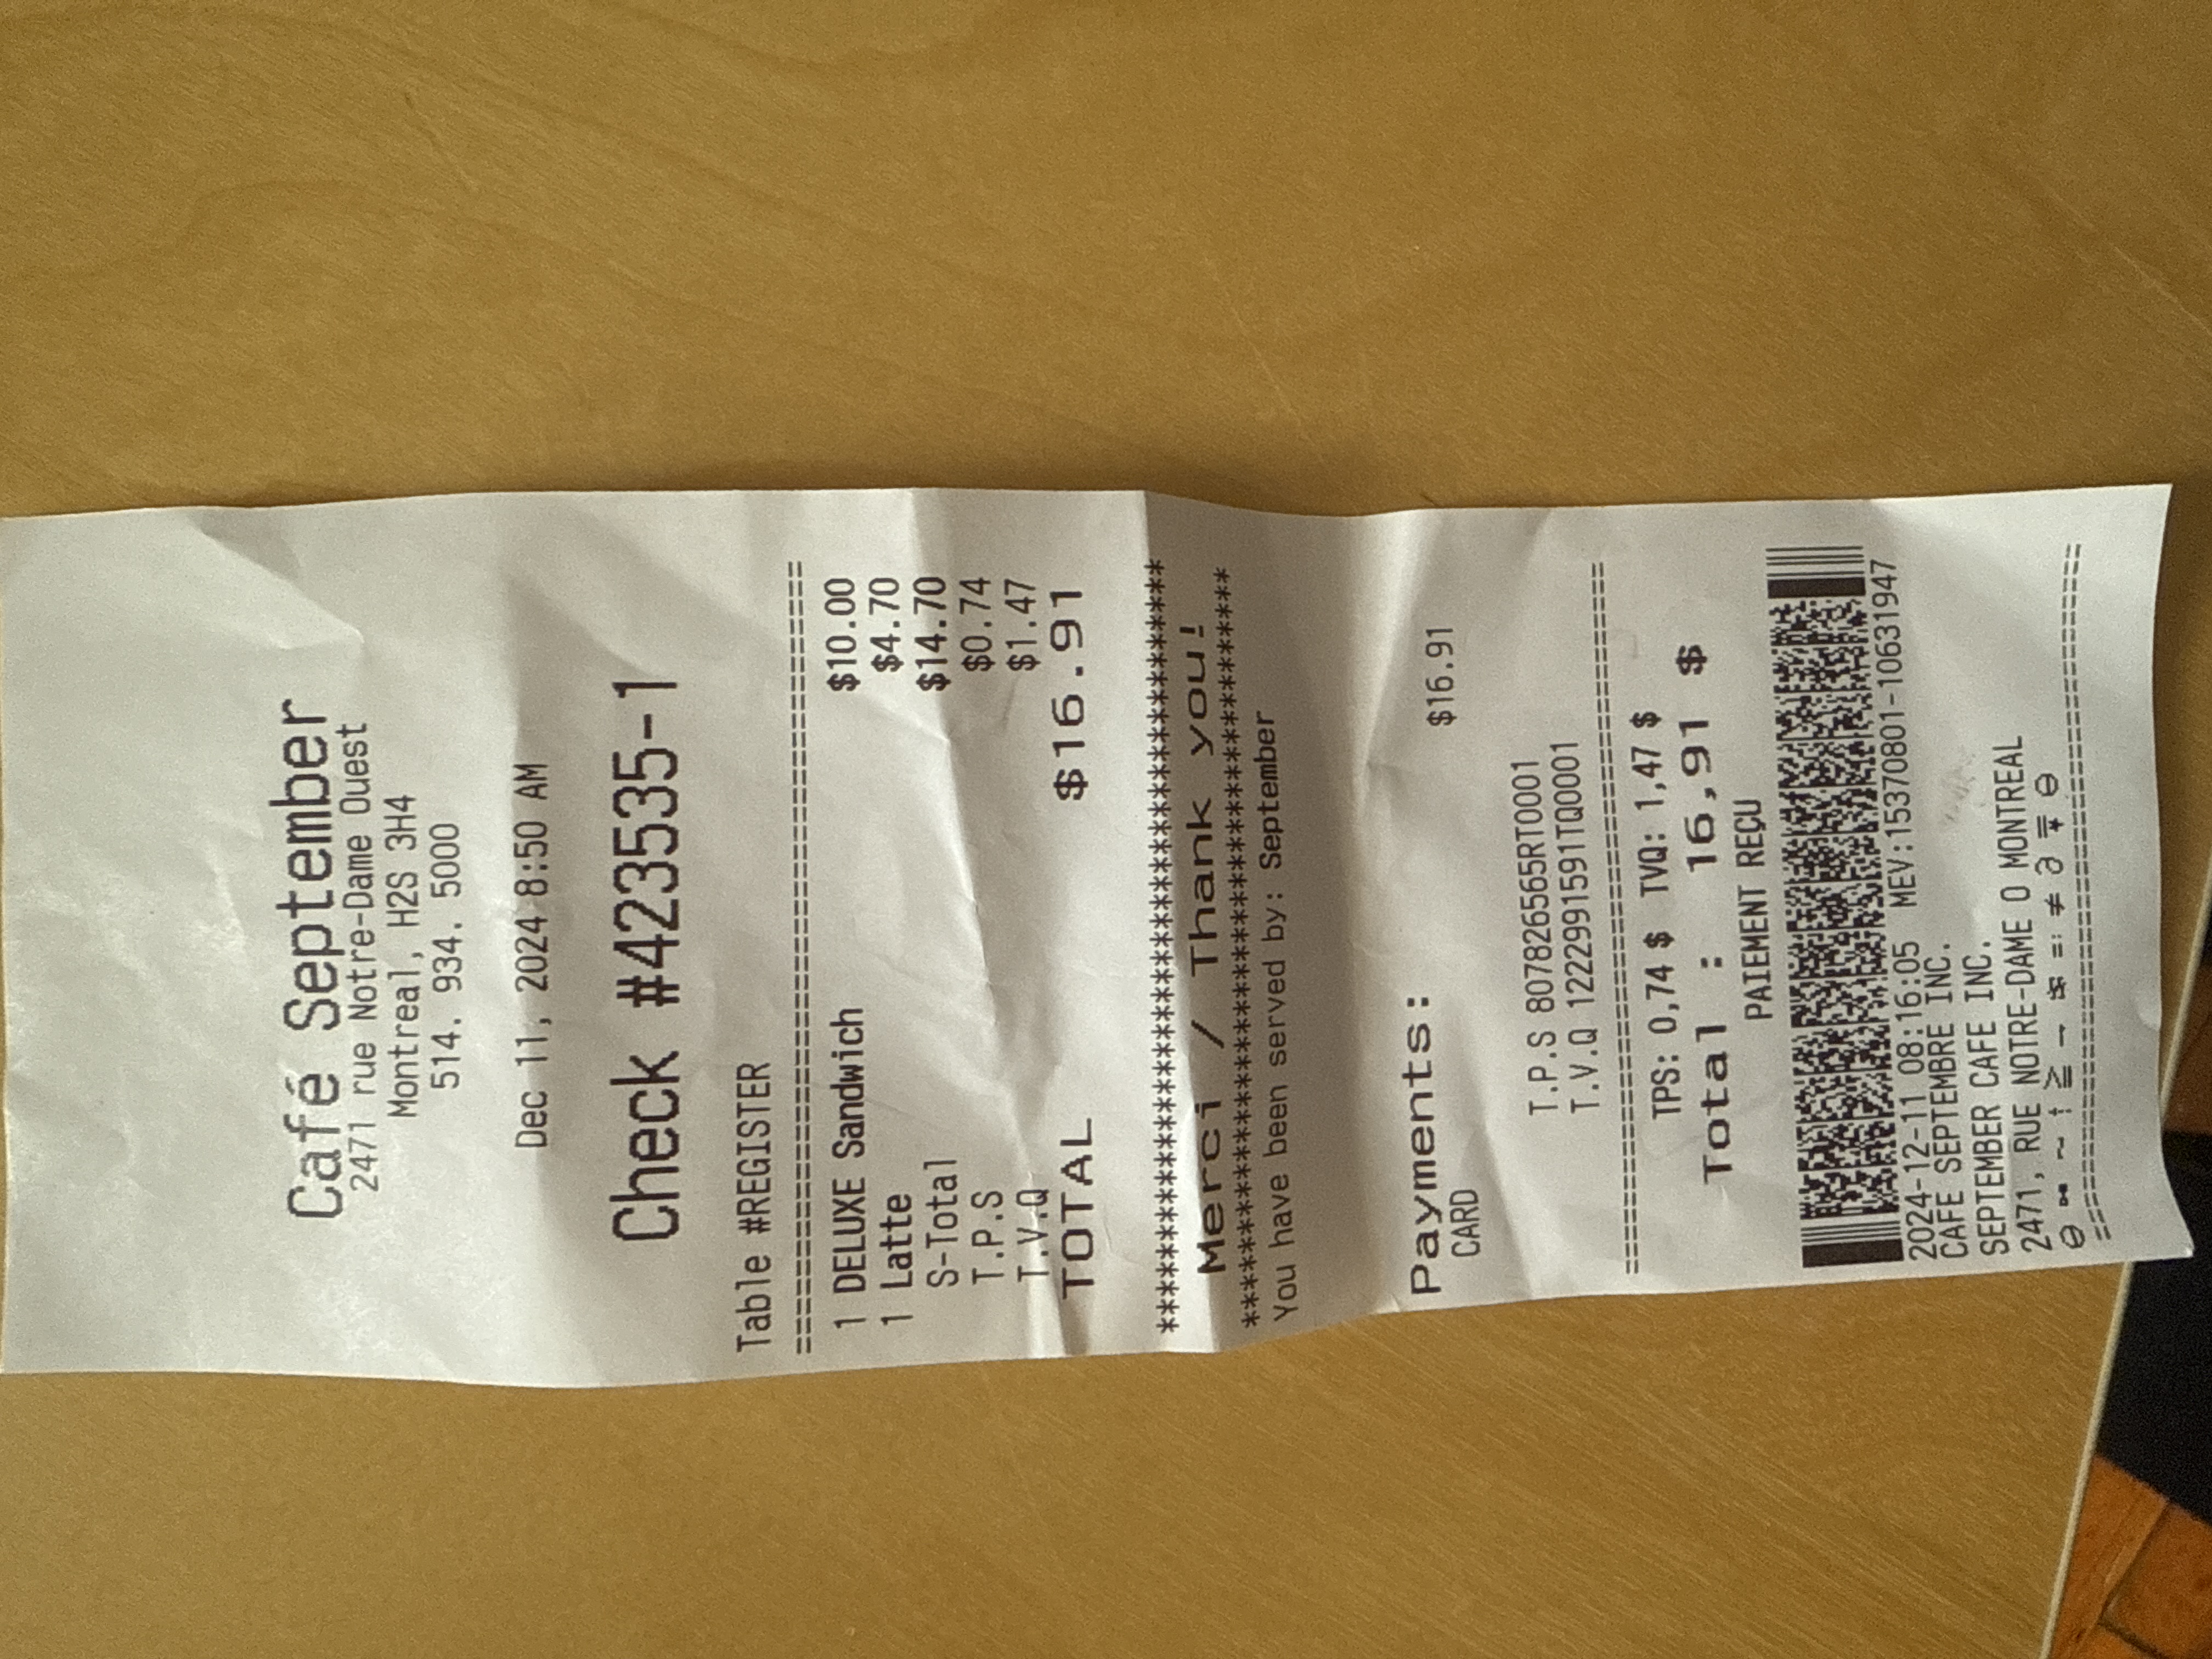 Café September
2471 rue Notre-Dame Ouest
Montreal, H2S 3H4
514. 934. 5000
Dec 11, 2024 8:50 AM
Check #423535-1
Table #REGISTER
============================================
1 DELUXE Sandwich $10.00
1 Latte $4.70
S-Total $14.70
T.P.S $0.74
T.V.Q $1.47
TOTAL $16.91
******************************************
Merci / Thank you!
******************************************
You have been served by: September
Payments:
CARD $16.91
T.P.S 807826565RT0001
T.V.Q 1222991591TQ0001
============================================
TPS: 0,74 $ TVQ: 1,47 $
Total : 16,91 $
PAIEMENT REÇU
2024-12-11 08:16:05 MEV:15370801-10631947
CAFE SEPTEMBRE INC.
SEPTEMBER CAFE INC.
2471, RUE NOTRE-DAME O MONTREAL
============================================